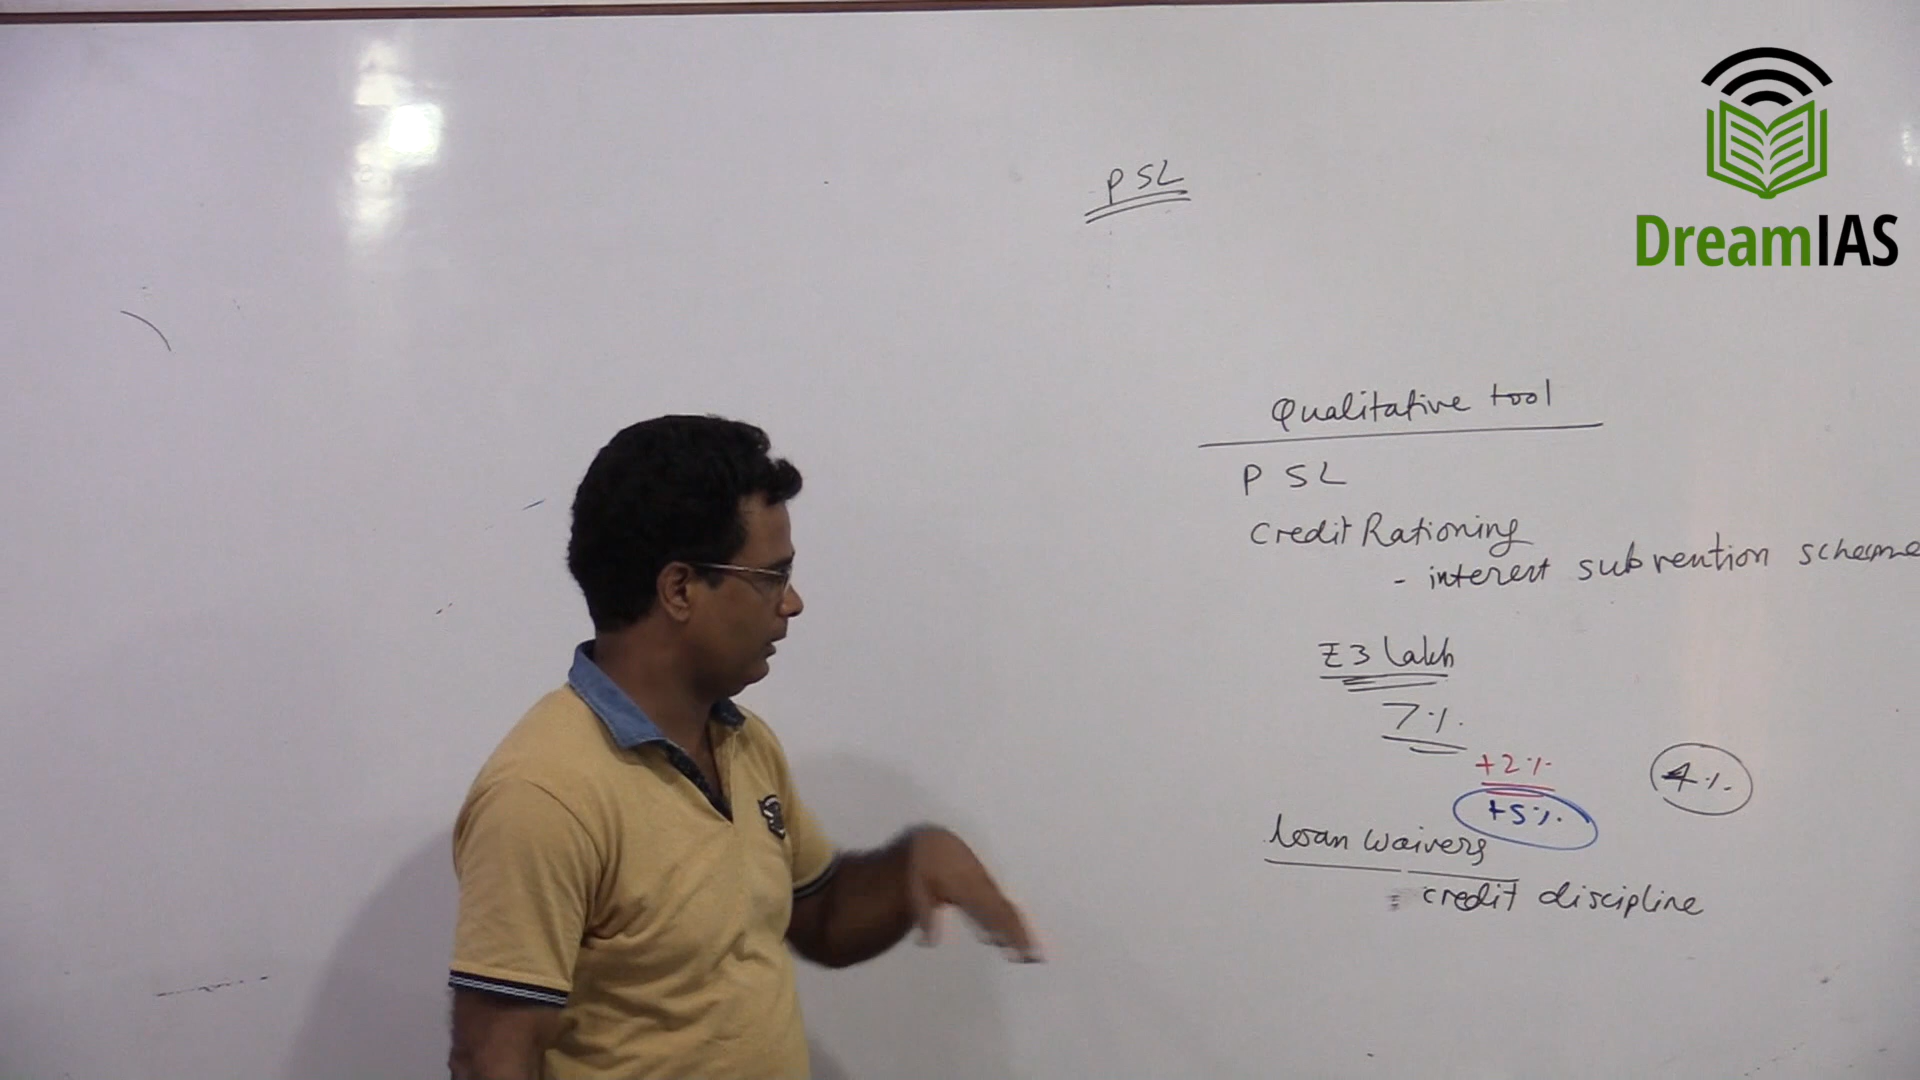 DreamIAS
PSL
Qualitative tool
PSL
Credit Rationing
- interest subvention scheme
₹3 lakh
7%
+2%
4%
+5%
loan waivers
credit discipline